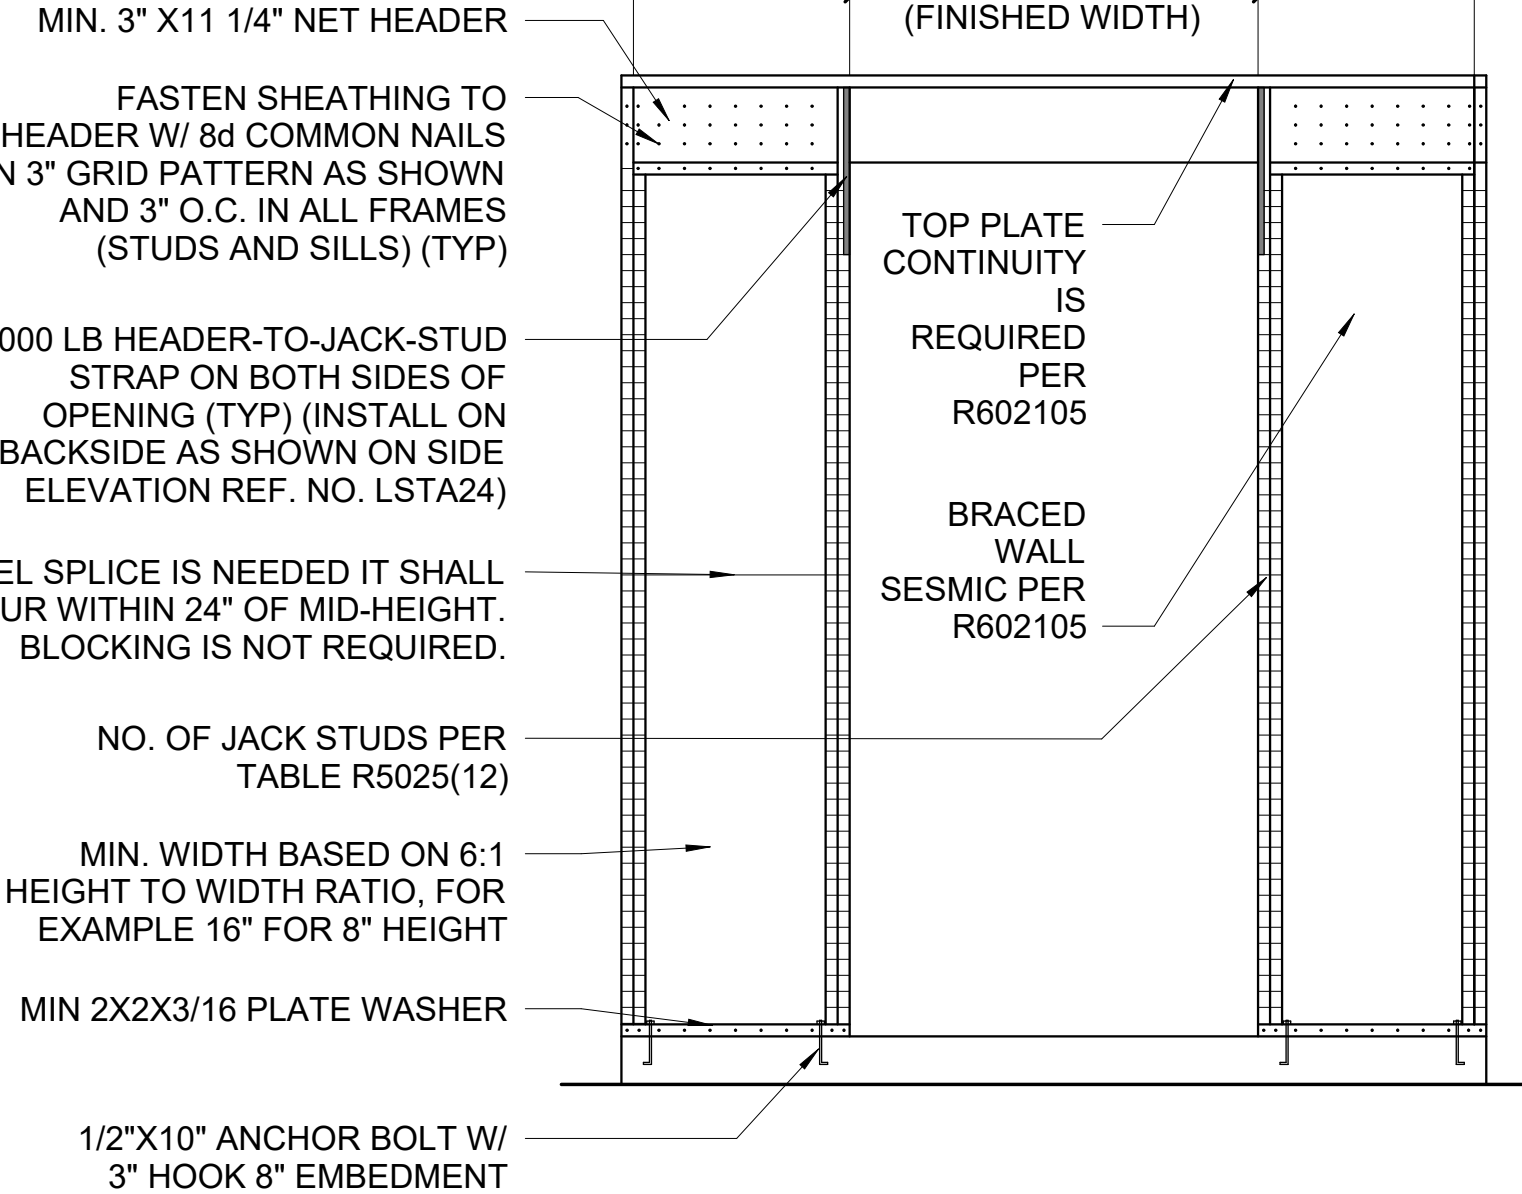 MIN. 3" X11 1/4" NET HEADER
(FINISHED WIDTH)
FASTEN SHEATHING TO
HEADER W/ 8d COMMON NAILS
N 3" GRID PATTERN AS SHOWN
AND 3" O.C. IN ALL FRAMES
(STUDS AND SILLS) (TYP)
000 LB HEADER-TO-JACK-STUD
STRAP ON BOTH SIDES OF
OPENING (TYP) (INSTALL ON
BACKSIDE AS SHOWN ON SIDE
ELEVATION REF. NO. LSTA24)
EL SPLICE IS NEEDED IT SHALL
UR WITHIN 24" OF MID-HEIGHT.
BLOCKING IS NOT REQUIRED.
NO. OF JACK STUDS PER
TABLE R5025(12)
MIN. WIDTH BASED ON 6:1
HEIGHT TO WIDTH RATIO, FOR
EXAMPLE 16" FOR 8" HEIGHT
MIN 2X2X3/16 PLATE WASHER
1/2"X10" ANCHOR BOLT W/
3" HOOK 8" EMBEDMENT
TOP PLATE
CONTINUITY
IS
REQUIRED
PER
R602105
BRACED
WALL
SESMIC PER
R602105